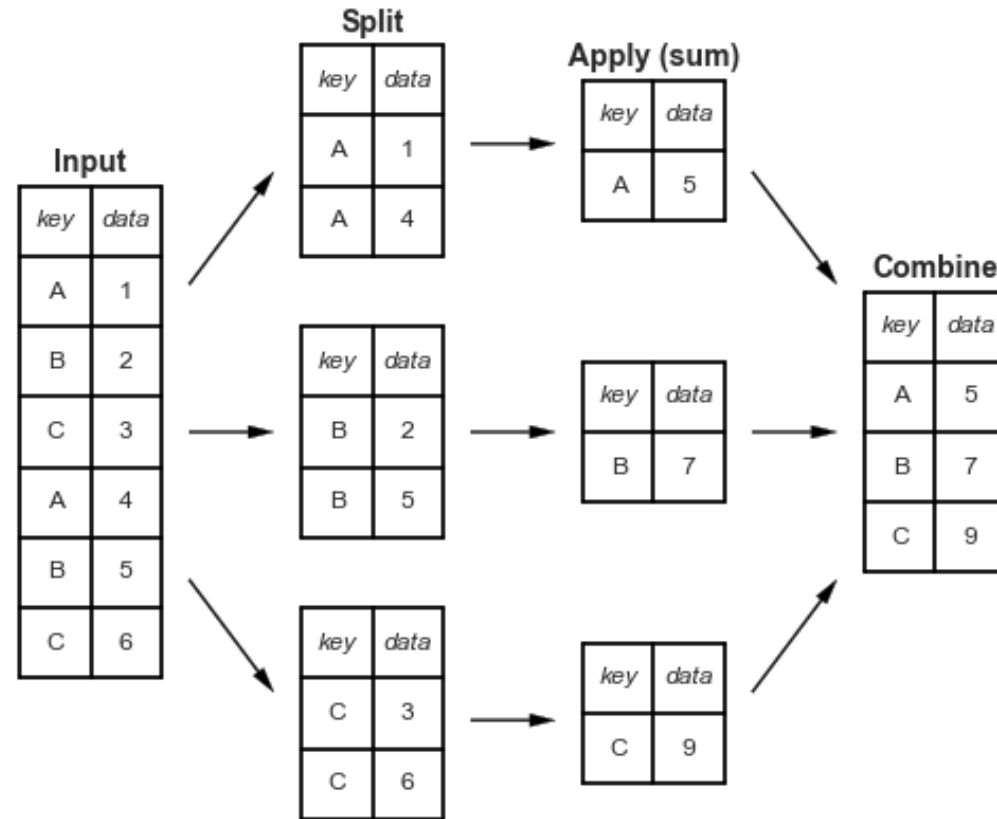 Input
key data
A 1
B 2
C 3
A 4
B 5
C 6
Split
key data
A 1
A 4
key data
B 2
B 5
key data
C 3
C 6
Apply (sum)
key data
A 5
key data
B 7
key data
C 9
Combine
key data
A 5
B 7
C 9